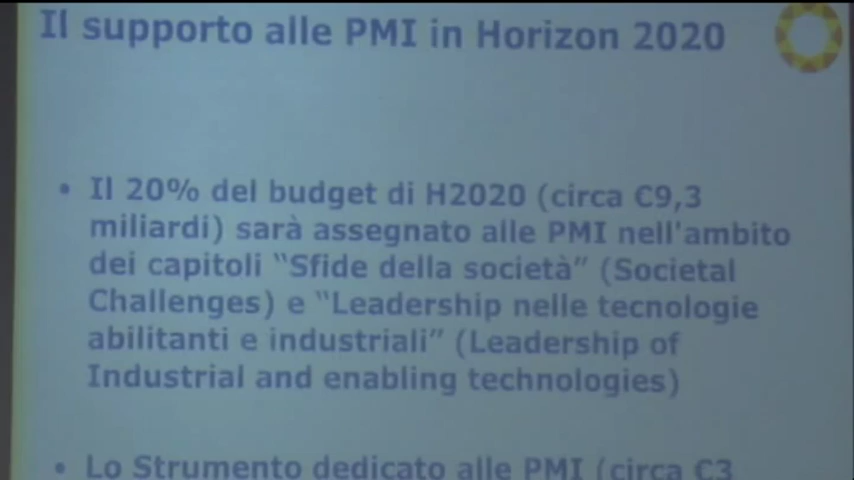 Il supporto alle PMI in Horizon 2020
• Il 20% del budget di H2020 (circa €9,3
miliardi) sarà assegnato alle PMI nell'ambito
dei capitoli "Sfide della società" (Societal
Challenges) e "Leadership nelle tecnologie
abilitanti e industriali" (Leadership of
Industrial and enabling technologies)
• Lo Strumento dedicato alle PMI (circa €3